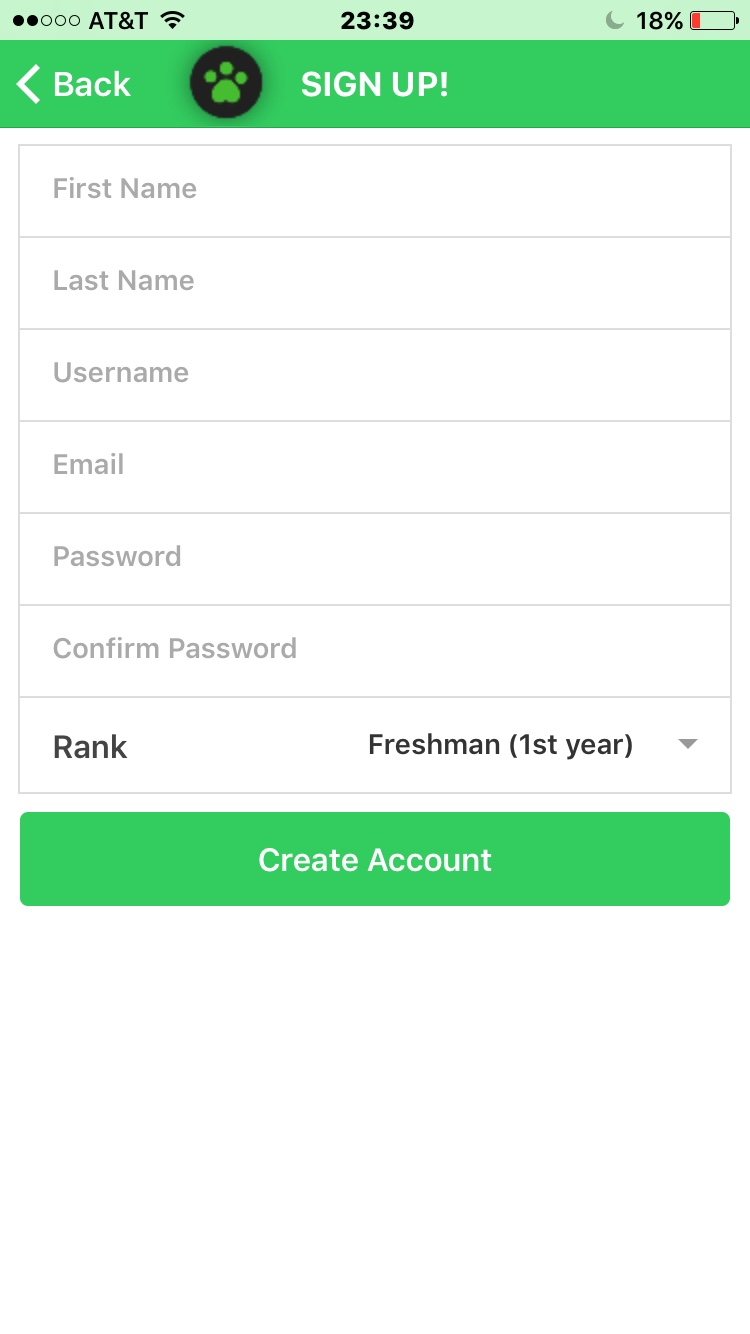 AT&T 23:39 18%
Back SIGN UP!
First Name
Last Name
Username
Email
Password
Confirm Password
Rank Freshman (1st year)
Create Account